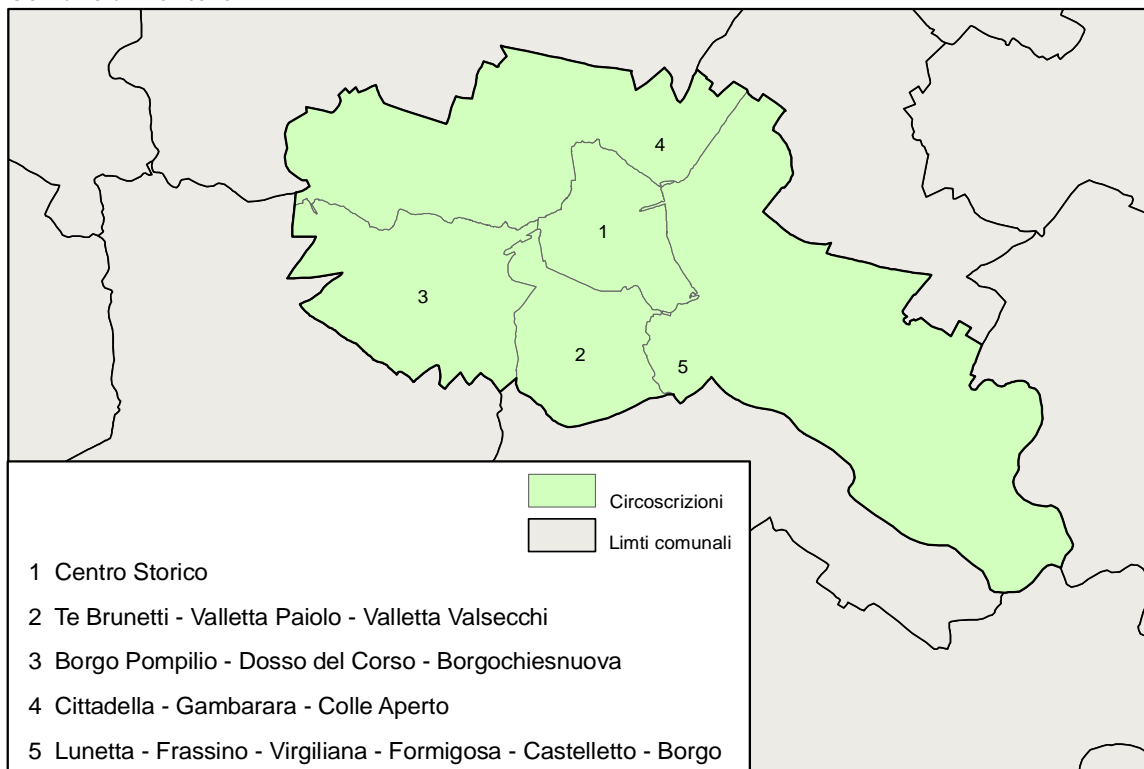 4
1
3
2
5
Circoscrizioni
Limti comunali
1 Centro Storico
2 Te Brunetti - Valletta Paiolo - Valletta Valsecchi
3 Borgo Pompilio - Dosso del Corso - Borgochiesnuova
4 Cittadella - Gambarara - Colle Aperto
5 Lunetta - Frassino - Virgiliana - Formigosa - Castelletto - Borgo